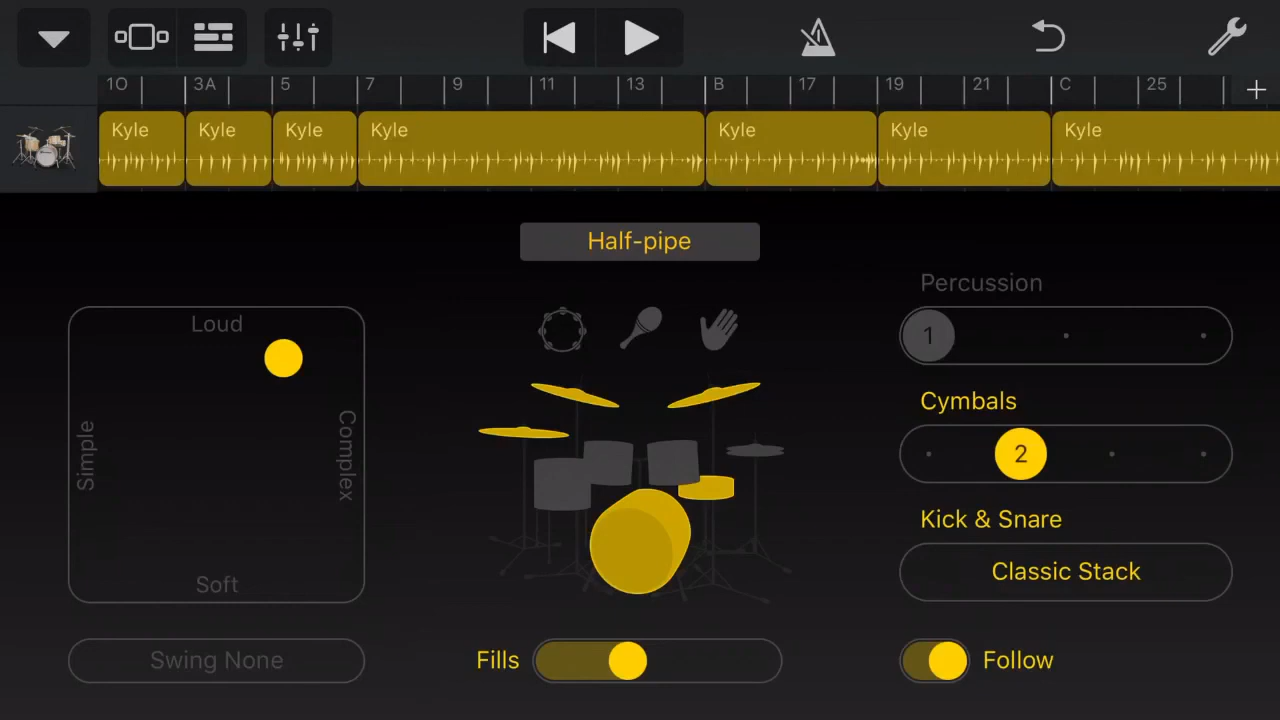 10 3A 5 7 9 11 13 B 17 19 21 C 25
Kyle Kyle Kyle Kyle Kyle Kyle Kyle
Half-pipe
Percussion
Loud
1
Cymbals
Simple
Complex
2
Kick & Snare
Classic Stack
Soft
Swing None
Fills
Follow